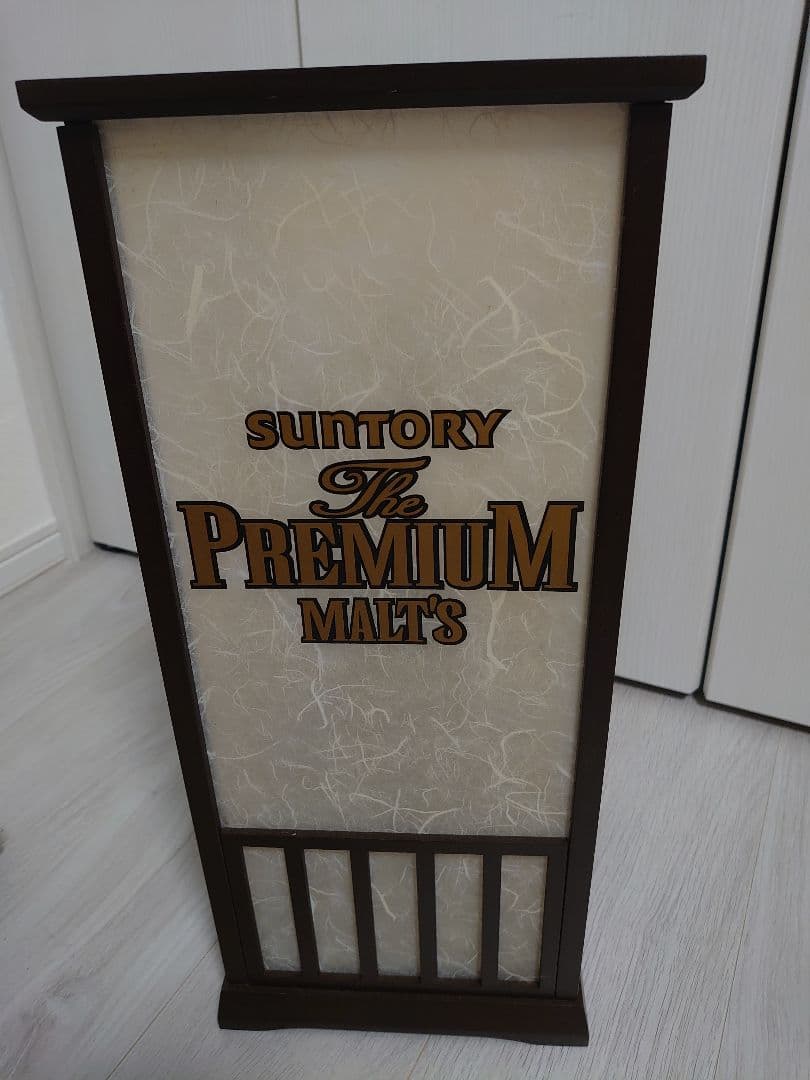 SUNTORY
The
PREMIUM
MALT'S